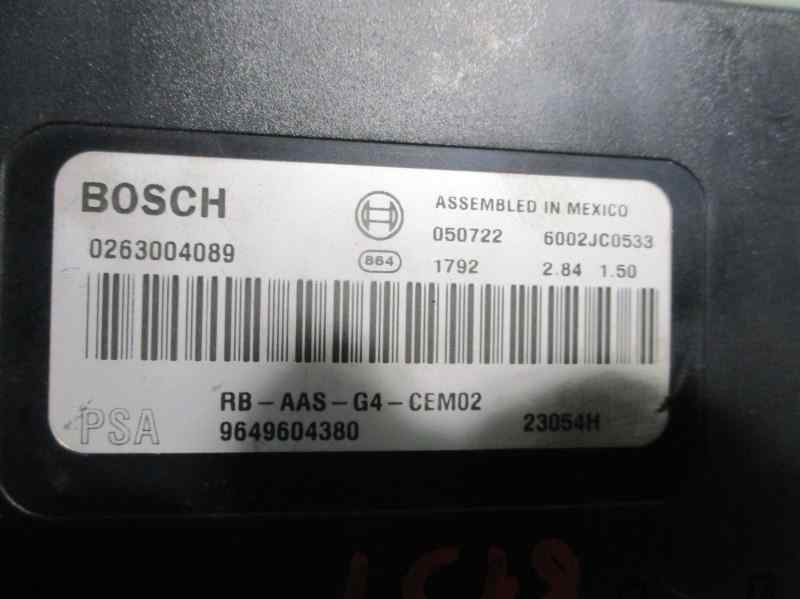 BOSCH
ASSEMBLED IN MEXICO
050722 6002JC0533
0263004089
864 1792 2.84 1.50
RB-AAS-G4-CEM02
PSA 9649604380 23054H